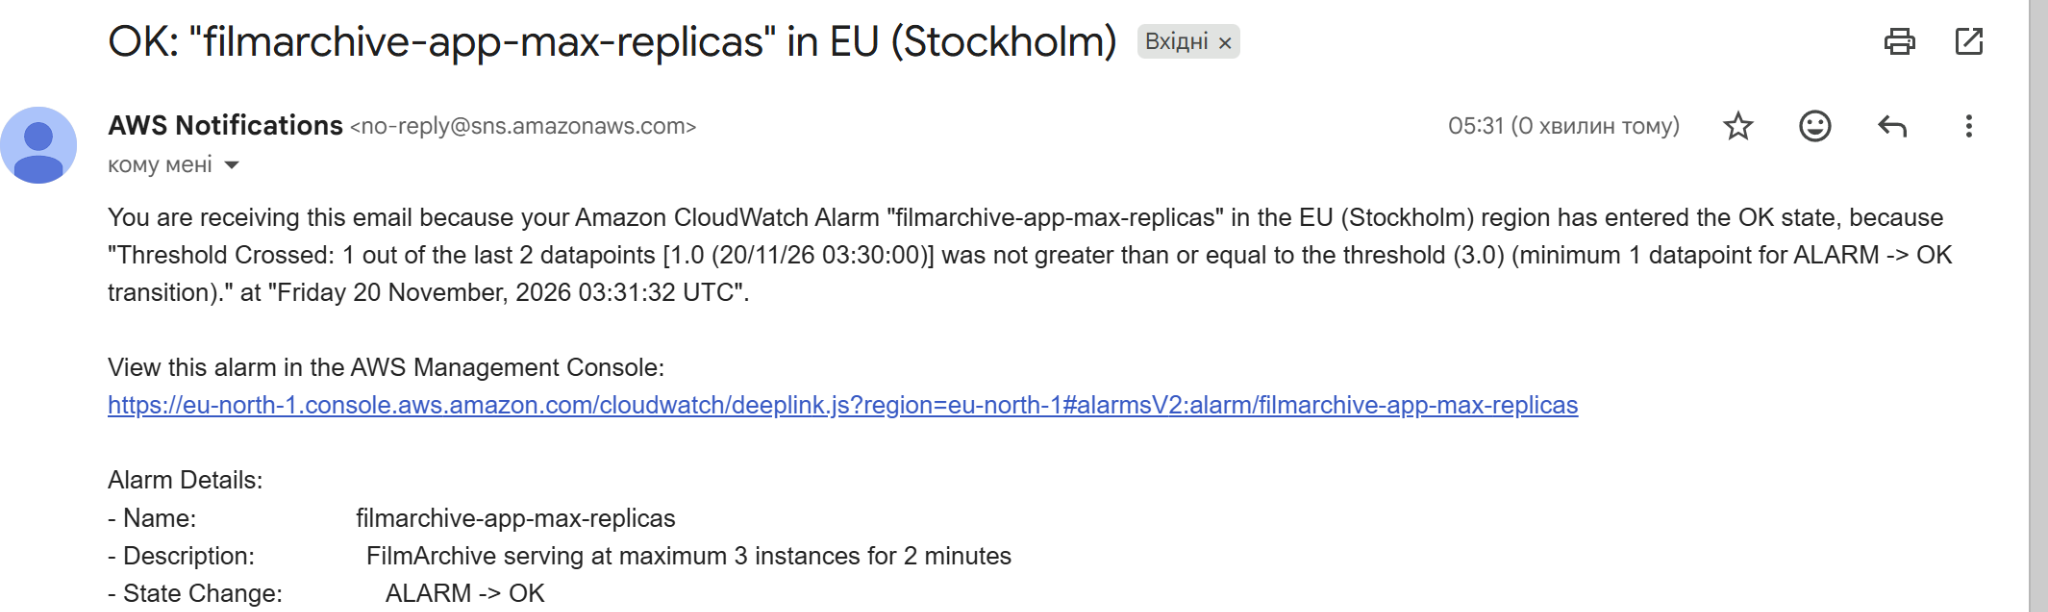 OK: "filmarchive-app-max-replicas" in EU (Stockholm) Вхідні ×
AWS Notifications <no-reply@sns.amazonaws.com> 05:31 (0 хвилин тому)
кому мені
You are receiving this email because your Amazon CloudWatch Alarm "filmarchive-app-max-replicas" in the EU (Stockholm) region has entered the OK state, because
"Threshold Crossed: 1 out of the last 2 datapoints [1.0 (20/11/26 03:30:00)] was not greater than or equal to the threshold (3.0) (minimum 1 datapoint for ALARM -> OK
transition)." at "Friday 20 November, 2026 03:31:32 UTC".
View this alarm in the AWS Management Console:
https://eu-north-1.console.aws.amazon.com/cloudwatch/deeplink.js?region=eu-north-1#alarmsV2:alarm/filmarchive-app-max-replicas
Alarm Details:
- Name: filmarchive-app-max-replicas
- Description: FilmArchive serving at maximum 3 instances for 2 minutes
- State Change: ALARM -> OK